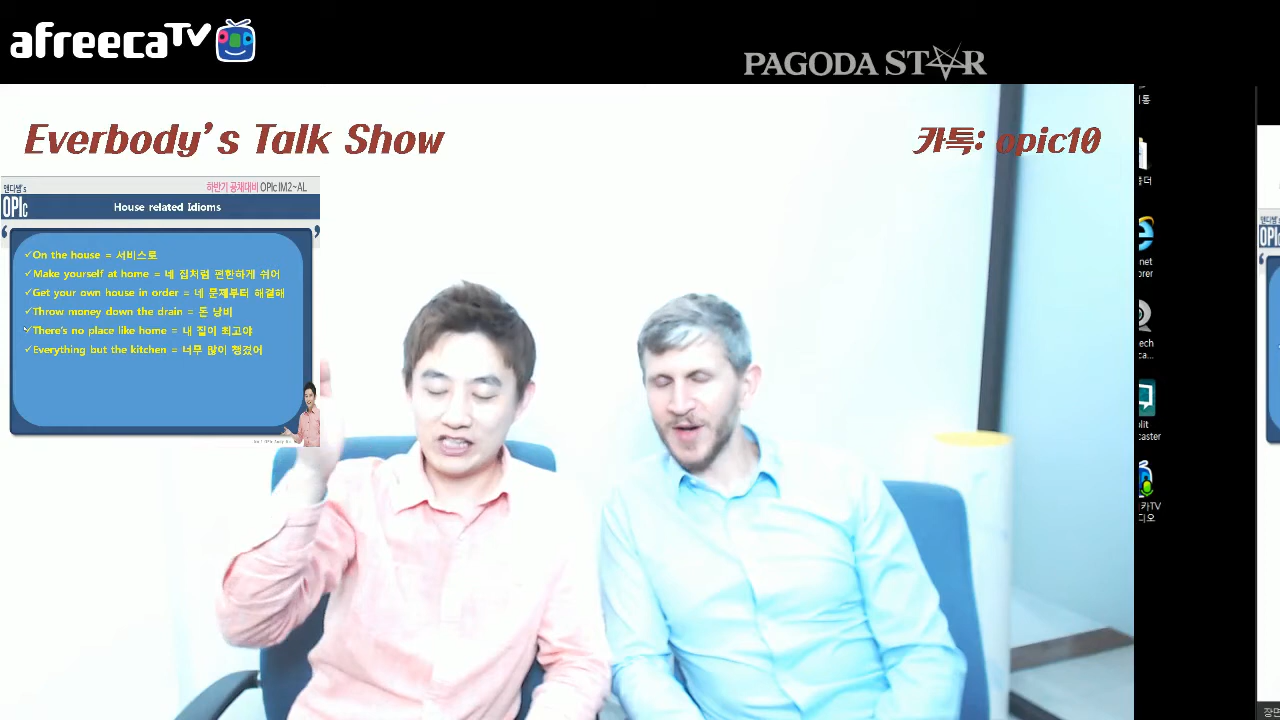 afreecaTV
PAGODA STAR
Everbody's Talk Show
카톡: opic10
앤디쌤's
하반기 공채대비 OPIc IM2~AL
OPIc
House related Idioms
✓On the house = 서비스로
✓Make yourself at home = 네 집처럼 편한하게 쉬어
✓Get your own house in order = 네 문제부터 해결해
✓Throw money down the drain = 돈 낭비
✓There's no place like home = 내 집이 최고야
✓Everything but the kitchen = 너무 많이 챙겼어